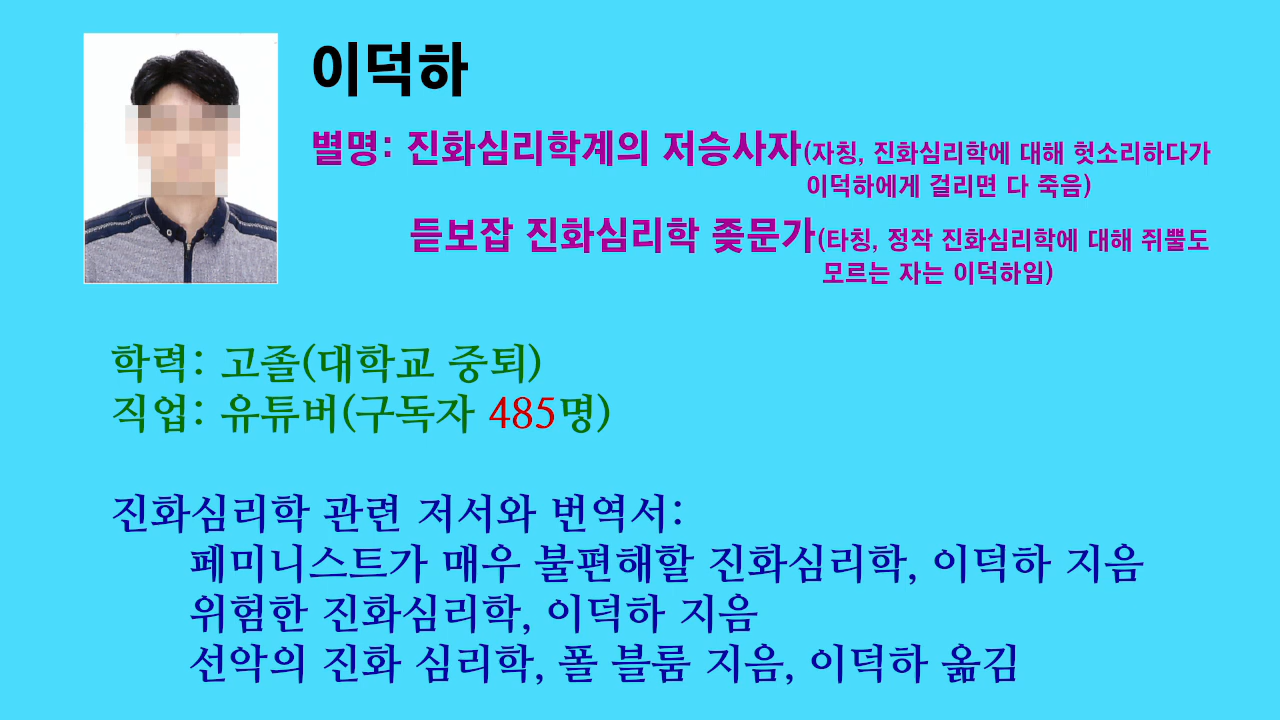 이덕하
별명: 진화심리학계의 저승사자(자칭, 진화심리학에 대해 헛소리하다가
이덕하에게 걸리면 다 죽음)
듣보잡 진화심리학 좆문가(타칭, 정작 진화심리학에 대해 쥐뿔도
모르는 자는 이덕하임)
학력: 고졸(대학교 중퇴)
직업: 유튜버(구독자 485명)
진화심리학 관련 저서와 번역서:
페미니스트가 매우 불편해할 진화심리학, 이덕하 지음
위험한 진화심리학, 이덕하 지음
선악의 진화 심리학, 폴 블룸 지음, 이덕하 옮김